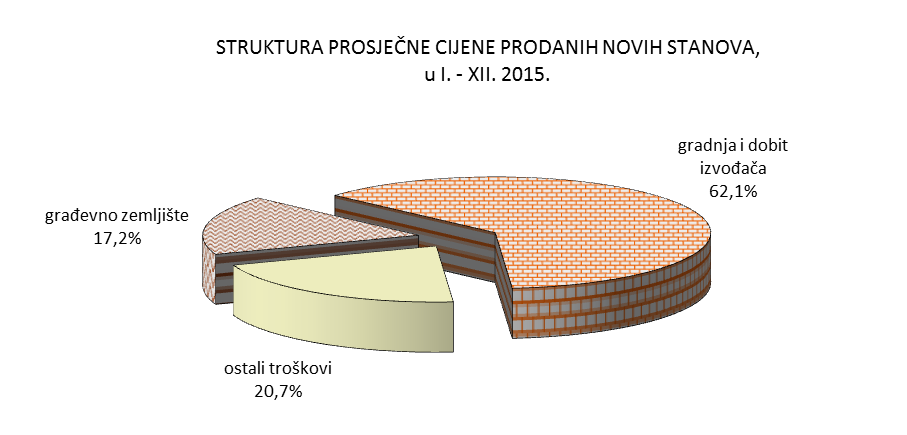 STRUKTURA PROSJEČNE CIJENE PRODANIH NOVIH STANOVA,
u I. - XII. 2015.
gradnja i dobit
izvođača
62,1%
građevno zemljište
17,2%
ostali troškovi
20,7%